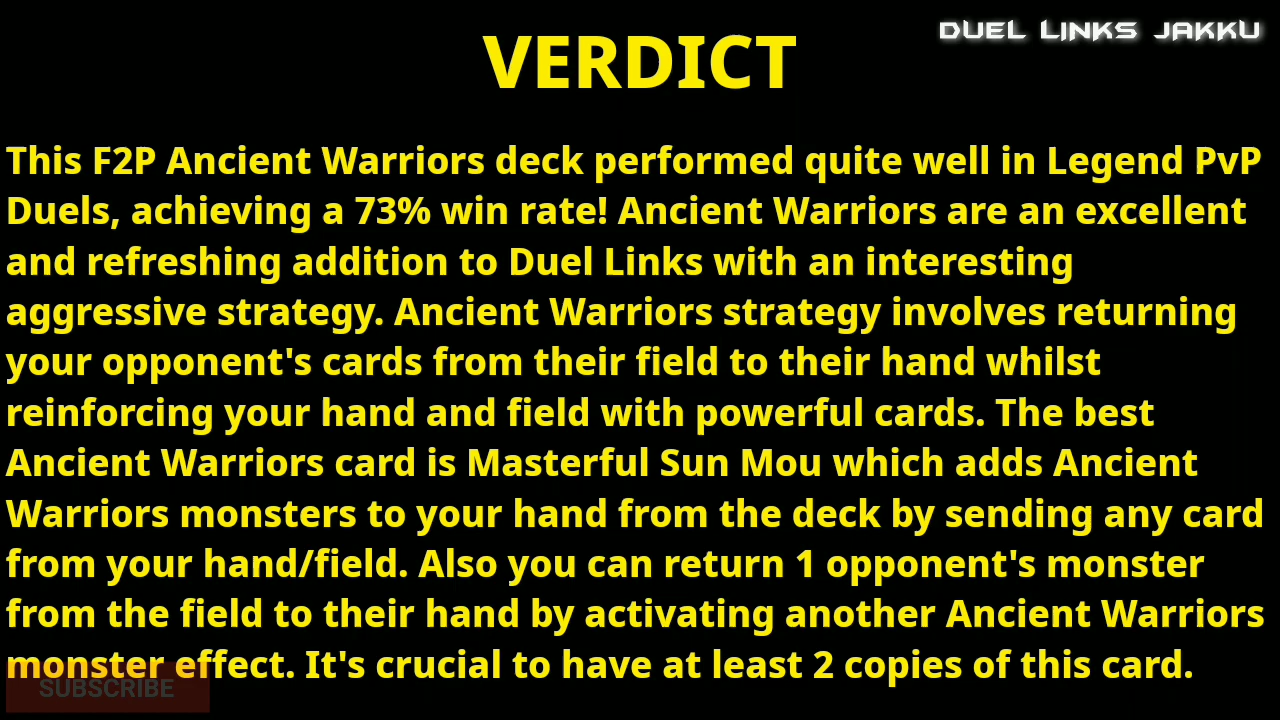 DUEL LINKS JAKKU
VERDICT
This F2P Ancient Warriors deck performed quite well in Legend PvP
Duels, achieving a 73% win rate! Ancient Warriors are an excellent
and refreshing addition to Duel Links with an interesting
aggressive strategy. Ancient Warriors strategy involves returning
your opponent's cards from their field to their hand whilst
reinforcing your hand and field with powerful cards. The best
Ancient Warriors card is Masterful Sun Mou which adds Ancient
Warriors monsters to your hand from the deck by sending any card
from your hand/field. Also you can return 1 opponent's monster
from the field to their hand by activating another Ancient Warriors
monster effect. It's crucial to have at least 2 copies of this card.
SUBSCRIBE